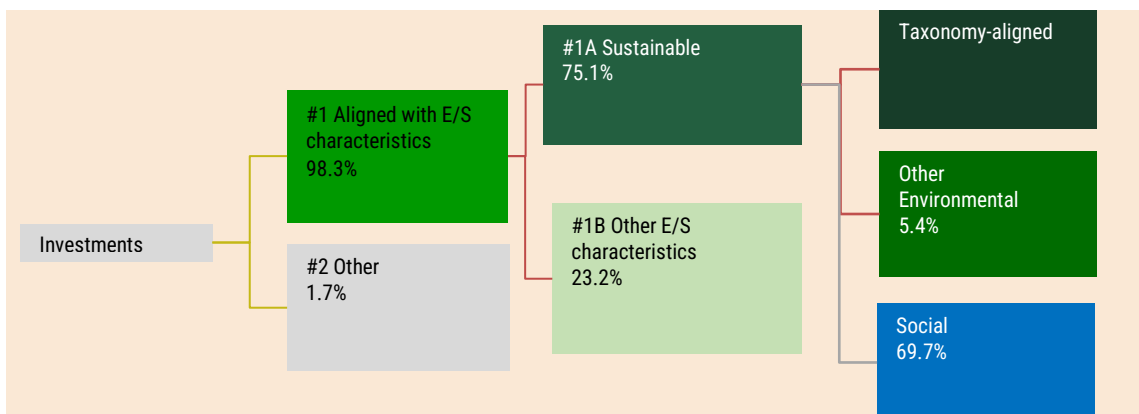 Investments
#1 Aligned with E/S
characteristics
98.3%
#2 Other
1.7%
#1A Sustainable
75.1%
#1B Other E/S
characteristics
23.2%
Taxonomy-aligned
Other
Environmental
5.4%
Social
69.7%